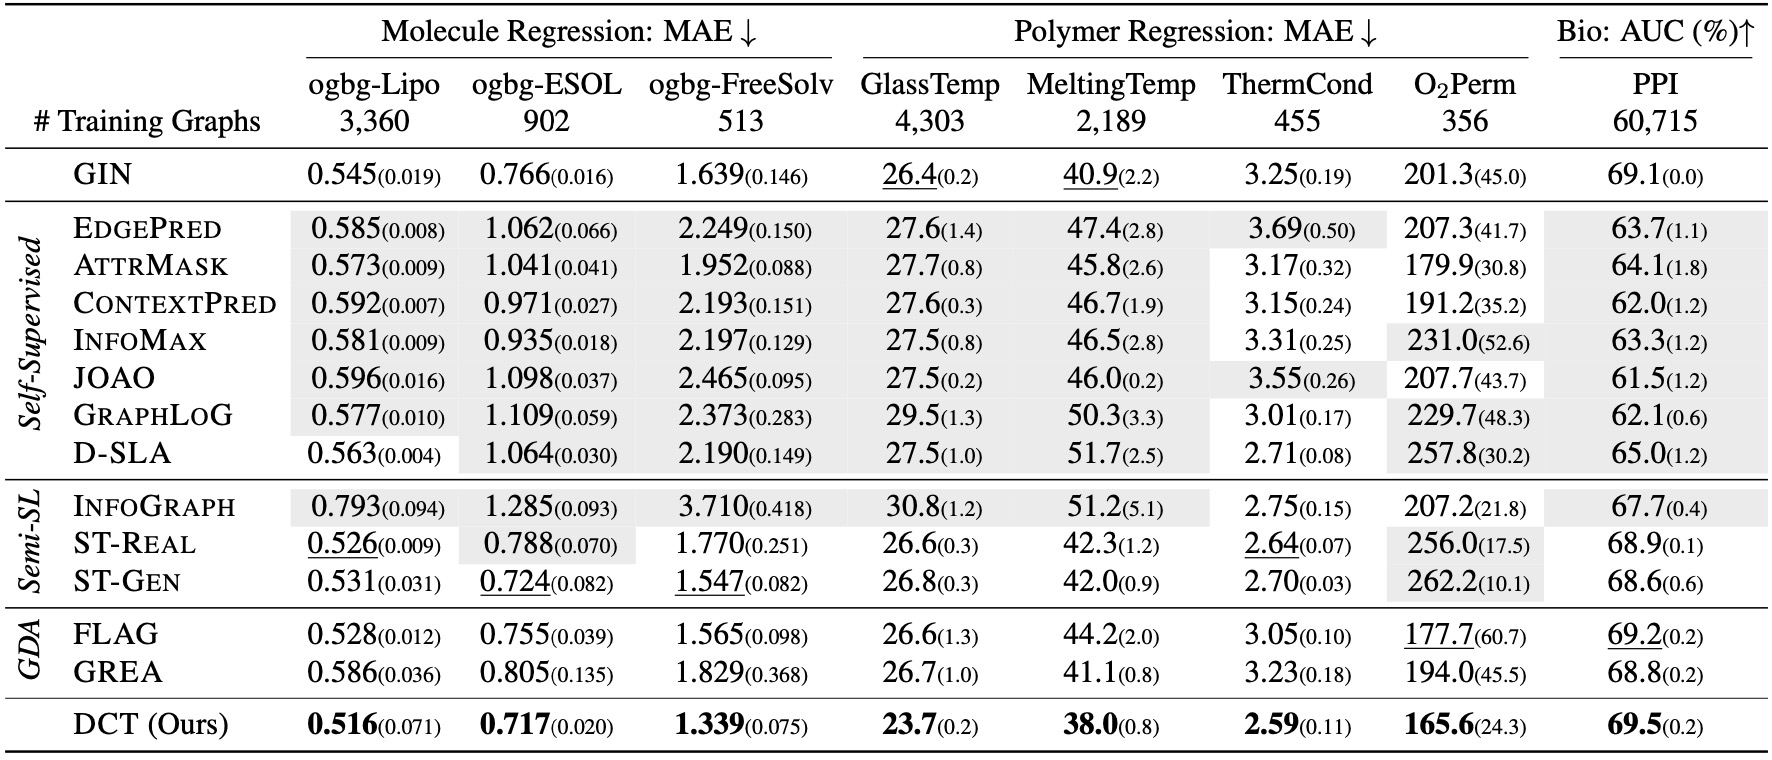 Molecule Regression: MAE ↓ Polymer Regression: MAE ↓ Bio: AUC (%)↑
ogbg-Lipo ogbg-ESOL ogbg-FreeSolv GlassTemp MeltingTemp ThermCond O₂Perm PPI
# Training Graphs 3,360 902 513 4,303 2,189 455 356 60,715
GIN 0.545(0.019) 0.766(0.016) 1.639(0.146) 26.4(0.2) 40.9(2.2) 3.25(0.19) 201.3(45.0) 69.1(0.0)
Self-Supervised
EDGEPRED 0.585(0.008) 1.062(0.066) 2.249(0.150) 27.6(1.4) 47.4(2.8) 3.69(0.50) 207.3(41.7) 63.7(1.1)
ATTRMASK 0.573(0.009) 1.041(0.041) 1.952(0.088) 27.7(0.8) 45.8(2.6) 3.17(0.32) 179.9(30.8) 64.1(1.8)
CONTEXTPRED 0.592(0.007) 0.971(0.027) 2.193(0.151) 27.6(0.3) 46.7(1.9) 3.15(0.24) 191.2(35.2) 62.0(1.2)
INFOMAX 0.581(0.009) 0.935(0.018) 2.197(0.129) 27.5(0.8) 46.5(2.8) 3.31(0.25) 231.0(52.6) 63.3(1.2)
JOAO 0.596(0.016) 1.098(0.037) 2.465(0.095) 27.5(0.2) 46.0(0.2) 3.55(0.26) 207.7(43.7) 61.5(1.2)
GRAPHLOG 0.577(0.010) 1.109(0.059) 2.373(0.283) 29.5(1.3) 50.3(3.3) 3.01(0.17) 229.7(48.3) 62.1(0.6)
D-SLA 0.563(0.004) 1.064(0.030) 2.190(0.149) 27.5(1.0) 51.7(2.5) 2.71(0.08) 257.8(30.2) 65.0(1.2)
Semi-SL
INFOGRAPH 0.793(0.094) 1.285(0.093) 3.710(0.418) 30.8(1.2) 51.2(5.1) 2.75(0.15) 207.2(21.8) 67.7(0.4)
ST-REAL 0.526(0.009) 0.788(0.070) 1.770(0.251) 26.6(0.3) 42.3(1.2) 2.64(0.07) 256.0(17.5) 68.9(0.1)
ST-GEN 0.531(0.031) 0.724(0.082) 1.547(0.082) 26.8(0.3) 42.0(0.9) 2.70(0.03) 262.2(10.1) 68.6(0.6)
GDA
FLAG 0.528(0.012) 0.755(0.039) 1.565(0.098) 26.6(1.3) 44.2(2.0) 3.05(0.10) 177.7(60.7) 69.2(0.2)
GREA 0.586(0.036) 0.805(0.135) 1.829(0.368) 26.7(1.0) 41.1(0.8) 3.23(0.18) 194.0(45.5) 68.8(0.2)
DCT (Ours) 0.516(0.071) 0.717(0.020) 1.339(0.075) 23.7(0.2) 38.0(0.8) 2.59(0.11) 165.6(24.3) 69.5(0.2)